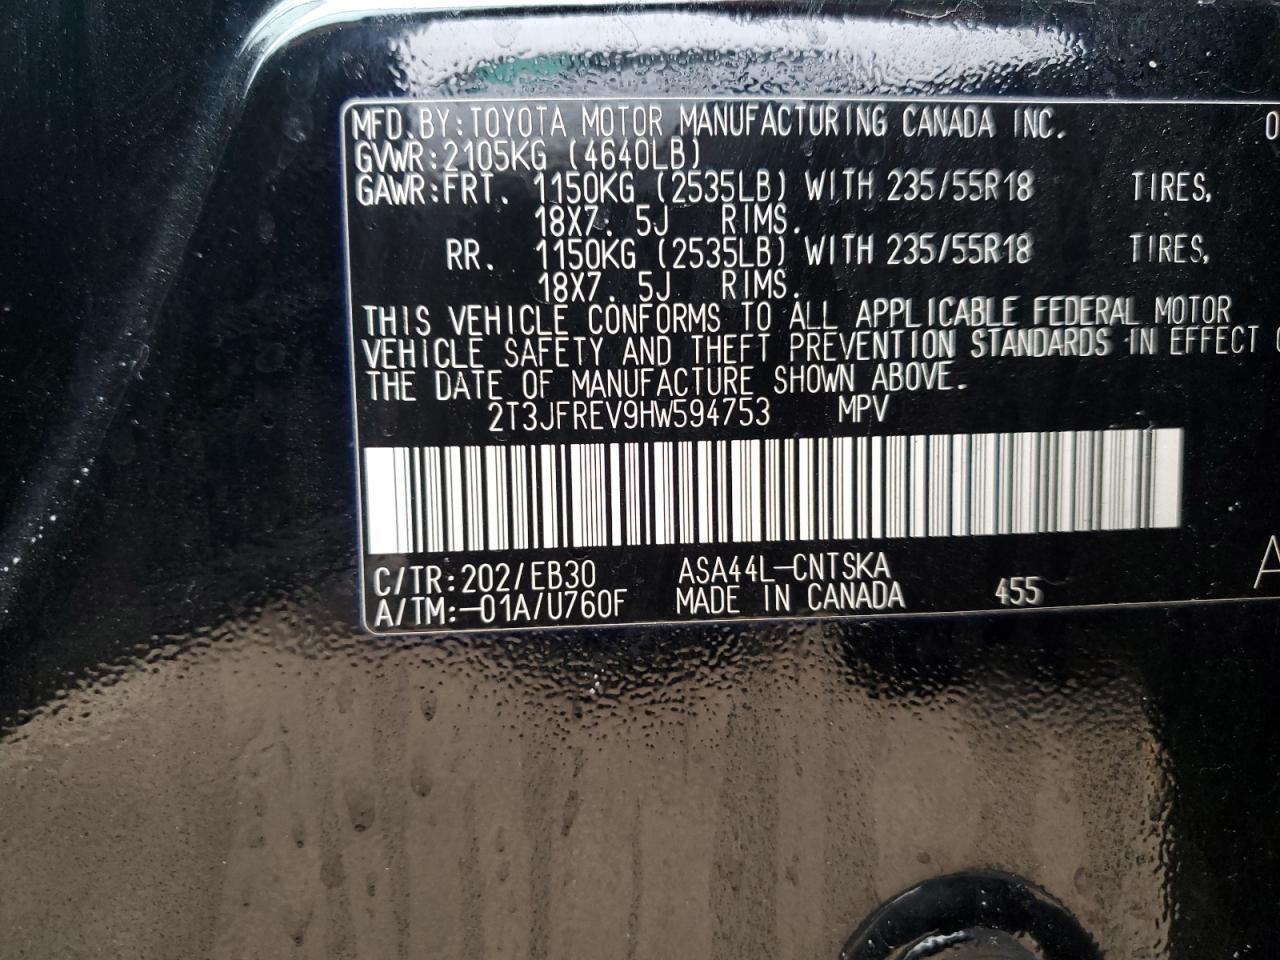 MFD.BY:TOYOTA MOTOR MANUFACTURING CANADA INC. 0
GVWR:2105KG (4640LB)
GAWR:FRT. 1150KG (2535LB) WITH 235/55R18 TIRES,
18X7.5J RIMS.
RR. 1150KG (2535LB) WITH 235/55R18 TIRES,
18X7.5J RIMS.
THIS VEHICLE CONFORMS TO ALL APPLICABLE FEDERAL MOTOR
VEHICLE SAFETY AND THEFT PREVENTION STANDARDS IN EFFECT
THE DATE OF MANUFACTURE SHOWN ABOVE.
2T3JFREV9HW594753 MPV
C/TR:202/EB30 ASA44L-CNTSKA A
A/TM:-01A/U760F MADE IN CANADA 455